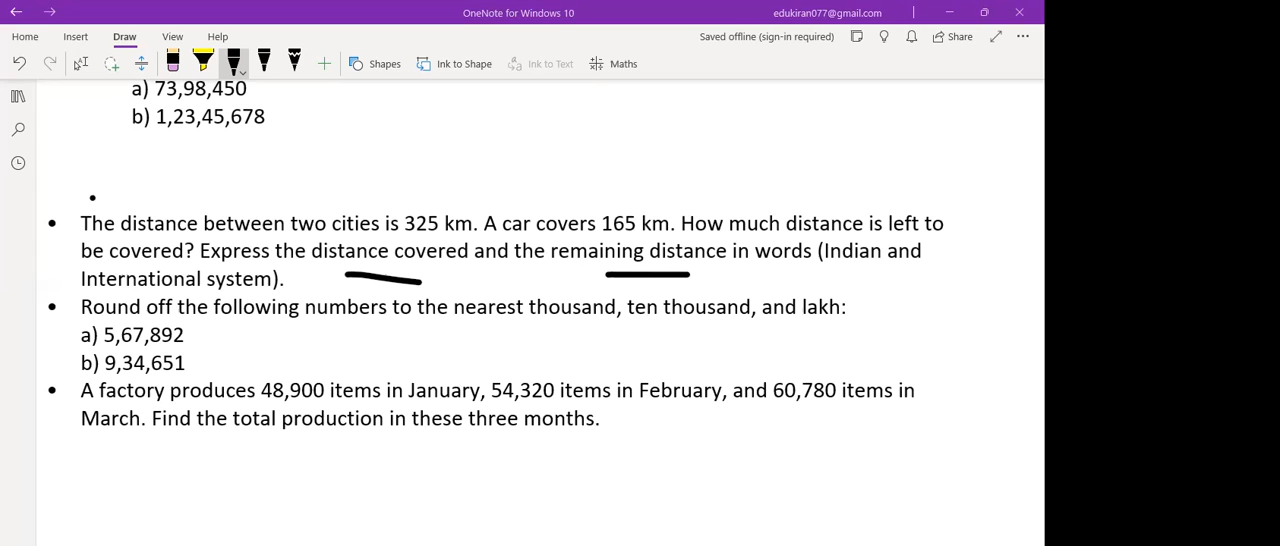 OneNote for Windows 10
edukiran077@gmail.com
Home Insert Draw View Help
Saved offline (sign-in required)
Share
Shapes
Ink to Shape
Ink to Text
Maths
a) 73,98,450
b) 1,23,45,678
• The distance between two cities is 325 km. A car covers 165 km. How much distance is left to
be covered? Express the distance covered and the remaining distance in words (Indian and
International system).
• Round off the following numbers to the nearest thousand, ten thousand, and lakh:
a) 5,67,892
b) 9,34,651
• A factory produces 48,900 items in January, 54,320 items in February, and 60,780 items in
March. Find the total production in these three months.